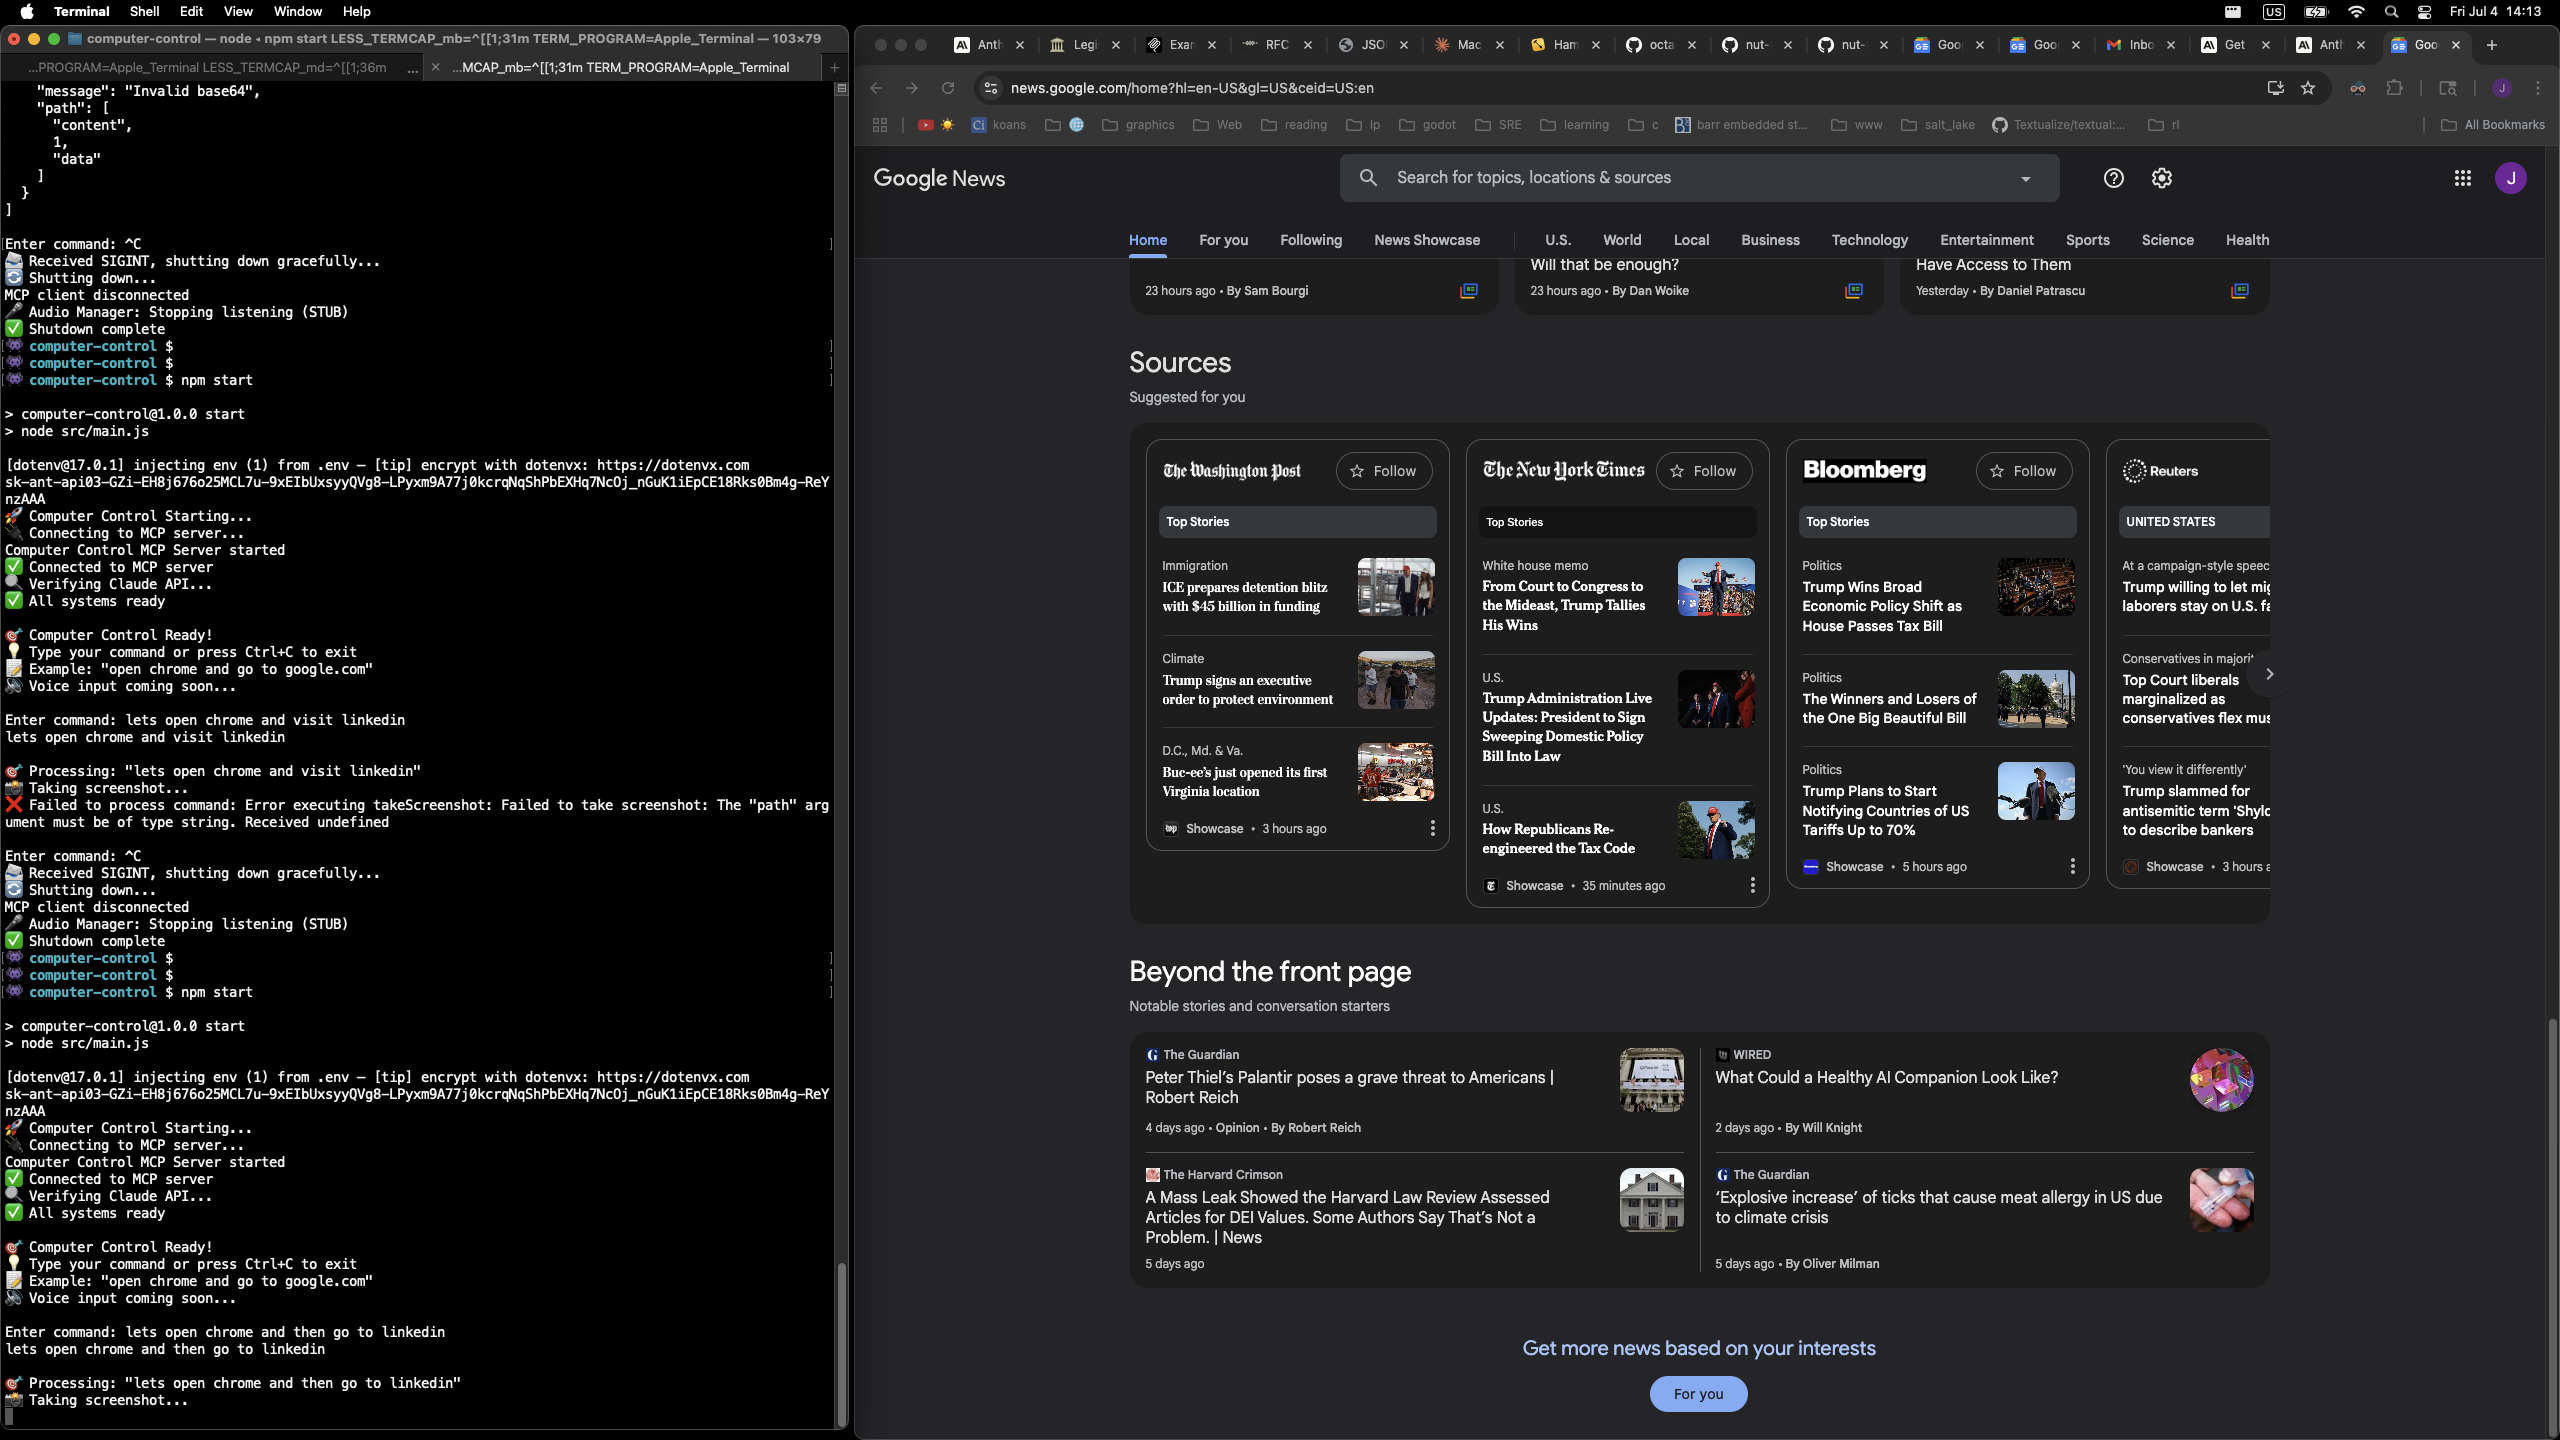 Terminal Shell Edit View Window Help
US Fri Jul 4 14:13
computer-control — node ◂ npm start LESS_TERMCAP_mb=^[[1;31m TERM_PROGRAM=Apple_Terminal — 103×79
...PROGRAM=Apple_Terminal LESS_TERMCAP_md=^[[1;36m ...
...MCAP_mb=^[[1;31m TERM_PROGRAM=Apple_Terminal
"message": "Invalid base64",
"path": [
"content",
1,
"data"
]
}
]
Enter command: ^C
Received SIGINT, shutting down gracefully...
Shutting down...
MCP client disconnected
Audio Manager: Stopping listening (STUB)
Shutdown complete
computer-control $
computer-control $
computer-control $ npm start
> computer-control@1.0.0 start
> node src/main.js
[dotenv@17.0.1] injecting env (1) from .env – [tip] encrypt with dotenvx: https://dotenvx.com
Computer Control Starting...
Connecting to MCP server...
Computer Control MCP Server started
Connected to MCP server
Verifying Claude API...
All systems ready
Computer Control Ready!
Type your command or press Ctrl+C to exit
Example: "open chrome and go to google.com"
Voice input coming soon...
Enter command: lets open chrome and visit linkedin
lets open chrome and visit linkedin
Processing: "lets open chrome and visit linkedin"
Taking screenshot...
Failed to process command: Error executing takeScreenshot: Failed to take screenshot: The "path" arg
ument must be of type string. Received undefined
Enter command: ^C
Received SIGINT, shutting down gracefully...
Shutting down...
MCP client disconnected
Audio Manager: Stopping listening (STUB)
Shutdown complete
computer-control $
computer-control $
computer-control $ npm start
> computer-control@1.0.0 start
> node src/main.js
[dotenv@17.0.1] injecting env (1) from .env – [tip] encrypt with dotenvx: https://dotenvx.com
Computer Control Starting...
Connecting to MCP server...
Computer Control MCP Server started
Connected to MCP server
Verifying Claude API...
All systems ready
Computer Control Ready!
Type your command or press Ctrl+C to exit
Example: "open chrome and go to google.com"
Voice input coming soon...
Enter command: lets open chrome and then go to linkedin
lets open chrome and then go to linkedin
Processing: "lets open chrome and then go to linkedin"
Taking screenshot...
Anth Legi Exan RFC JSO Mac Ham octa nut- nut- Goo Goo Inbo Get Anth Goo
news.google.com/home?hl=en-US&gl=US&ceid=US:en
J
Ci koans graphics Web reading lp godot SRE learning c barr embedded st... www salt_lake Textualize/textual:... rl All Bookmarks
Google News
Search for topics, locations & sources
J
Home For you Following News Showcase U.S. World Local Business Technology Entertainment Sports Science Health
Will that be enough?
Have Access to Them
23 hours ago • By Sam Bourgi
23 hours ago • By Dan Woike
Yesterday • By Daniel Patrascu
Sources
Suggested for you
The Washington Post
Follow
Top Stories
Immigration
ICE prepares detention blitz
with $45 billion in funding
Climate
Trump signs an executive
order to protect environment
D.C., Md. & Va.
Buc-ee's just opened its first
Virginia location
Showcase • 3 hours ago
The New York Times
Follow
Top Stories
White house memo
From Court to Congress to
the Mideast, Trump Tallies
His Wins
U.S.
Trump Administration Live
Updates: President to Sign
Sweeping Domestic Policy
Bill Into Law
U.S.
How Republicans Re-
engineered the Tax Code
Showcase • 35 minutes ago
Bloomberg
Follow
Top Stories
Politics
Trump Wins Broad
Economic Policy Shift as
House Passes Tax Bill
Politics
The Winners and Losers of
the One Big Beautiful Bill
Politics
Trump Plans to Start
Notifying Countries of US
Tariffs Up to 70%
Showcase • 5 hours ago
Reuters
UNITED STATES
At a campaign-style speec
Trump willing to let mig
laborers stay on U.S. fa
Conservatives in majorit
Top Court liberals
marginalized as
conservatives flex mus
'You view it differently'
Trump slammed for
antisemitic term 'Shylo
to describe bankers
Showcase • 3 hours a
Beyond the front page
Notable stories and conversation starters
The Guardian
Peter Thiel's Palantir poses a grave threat to Americans |
Robert Reich
4 days ago • Opinion • By Robert Reich
WIRED
What Could a Healthy AI Companion Look Like?
2 days ago • By Will Knight
The Harvard Crimson
A Mass Leak Showed the Harvard Law Review Assessed
Articles for DEI Values. Some Authors Say That's Not a
Problem. | News
5 days ago
The Guardian
'Explosive increase' of ticks that cause meat allergy in US due
to climate crisis
5 days ago • By Oliver Milman
Get more news based on your interests
For you